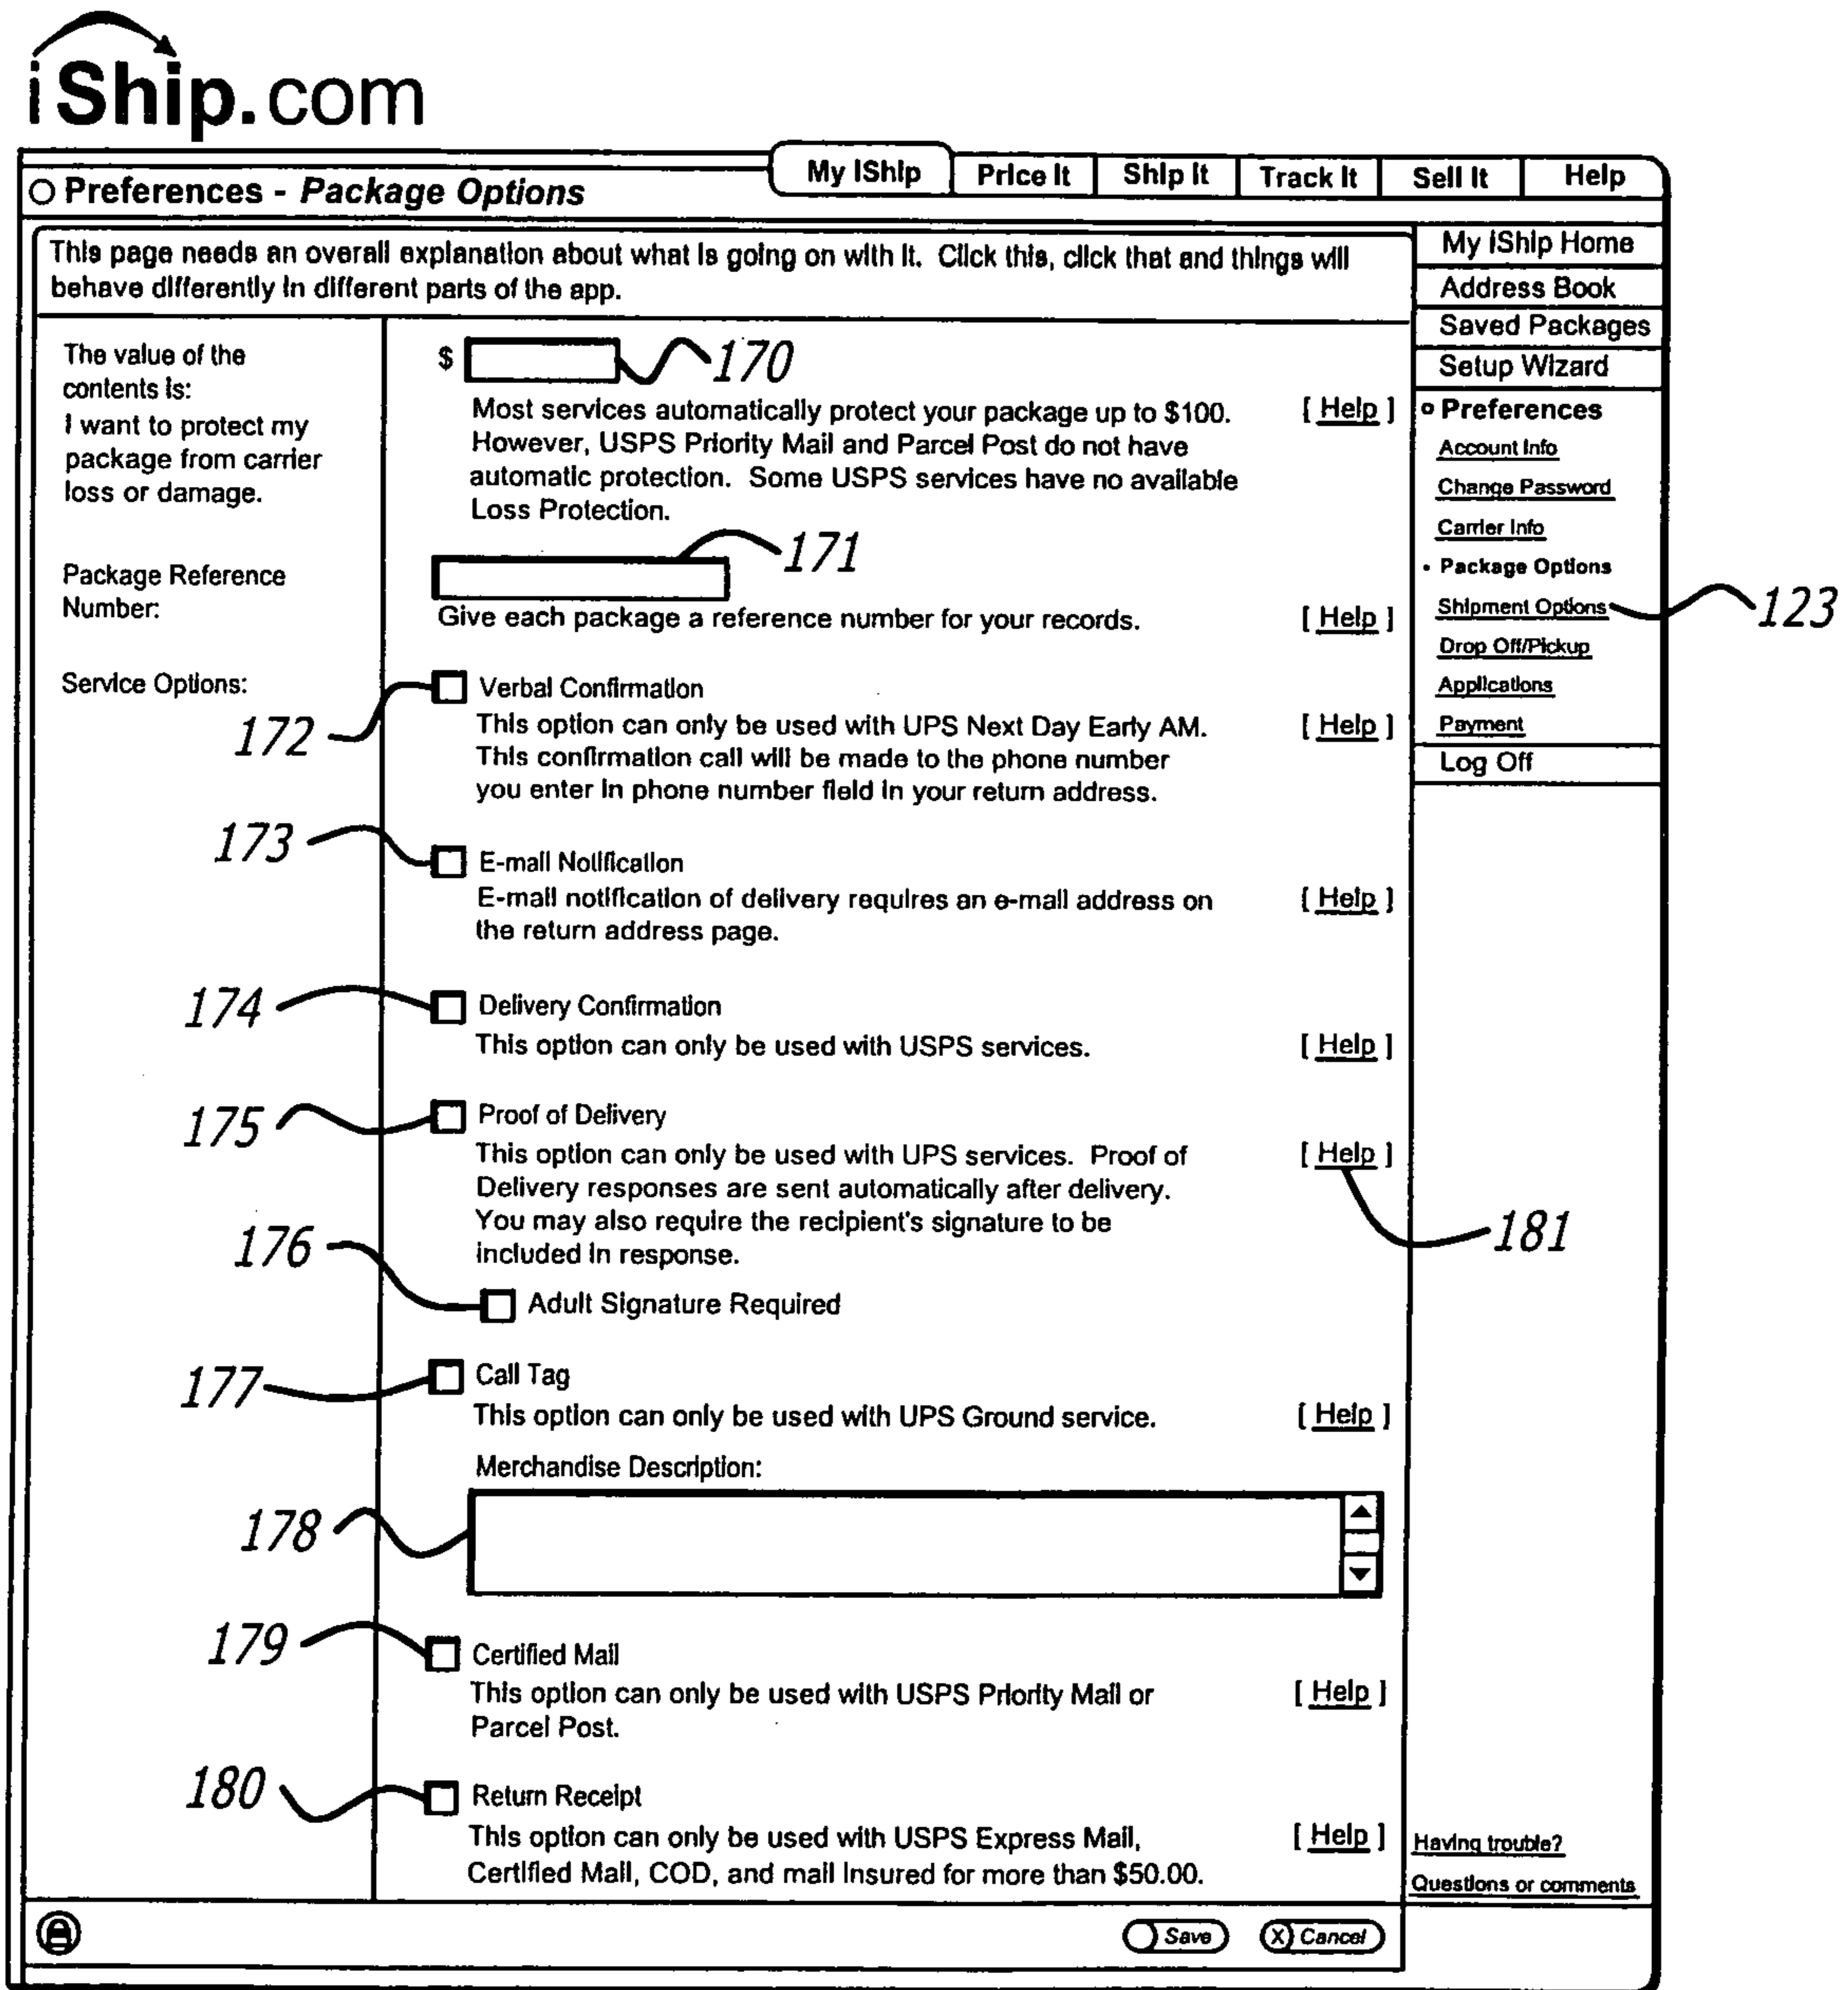 iShip.com
My iShip Price It Ship It Track It Sell It Help
Preferences - Package Options
This page needs an overall explanation about what is going on with it. Click this, click that and things will
behave differently in different parts of the app.
The value of the
contents is:
I want to protect my
package from carrier
loss or damage.
$
170
Most services automatically protect your package up to $100. [ Help ]
However, USPS Priority Mail and Parcel Post do not have
automatic protection. Some USPS services have no available
Loss Protection.
Package Reference
Number:
171
Give each package a reference number for your records. [ Help ]
Service Options:
172
Verbal Confirmation
This option can only be used with UPS Next Day Early AM. [ Help ]
This confirmation call will be made to the phone number
you enter in phone number field in your return address.
173
E-mail Notification
E-mail notification of delivery requires an e-mail address on [ Help ]
the return address page.
174
Delivery Confirmation
This option can only be used with USPS services. [ Help ]
175
Proof of Delivery
This option can only be used with UPS services. Proof of [ Help ]
Delivery responses are sent automatically after delivery.
You may also require the recipient's signature to be
included in response.
181
176
Adult Signature Required
177
Call Tag
This option can only be used with UPS Ground service. [ Help ]
Merchandise Description:
178
179
Certified Mail
This option can only be used with USPS Priority Mail or [ Help ]
Parcel Post.
180
Return Receipt
This option can only be used with USPS Express Mail, [ Help ]
Certified Mail, COD, and mail insured for more than $50.00.
My iShip Home
Address Book
Saved Packages
Setup Wizard
Preferences
Account Info
Change Password
Carrier Info
Package Options
Shipment Options
123
Drop Off/Pickup
Applications
Payment
Log Off
Having trouble?
Questions or comments
Save
X Cancel